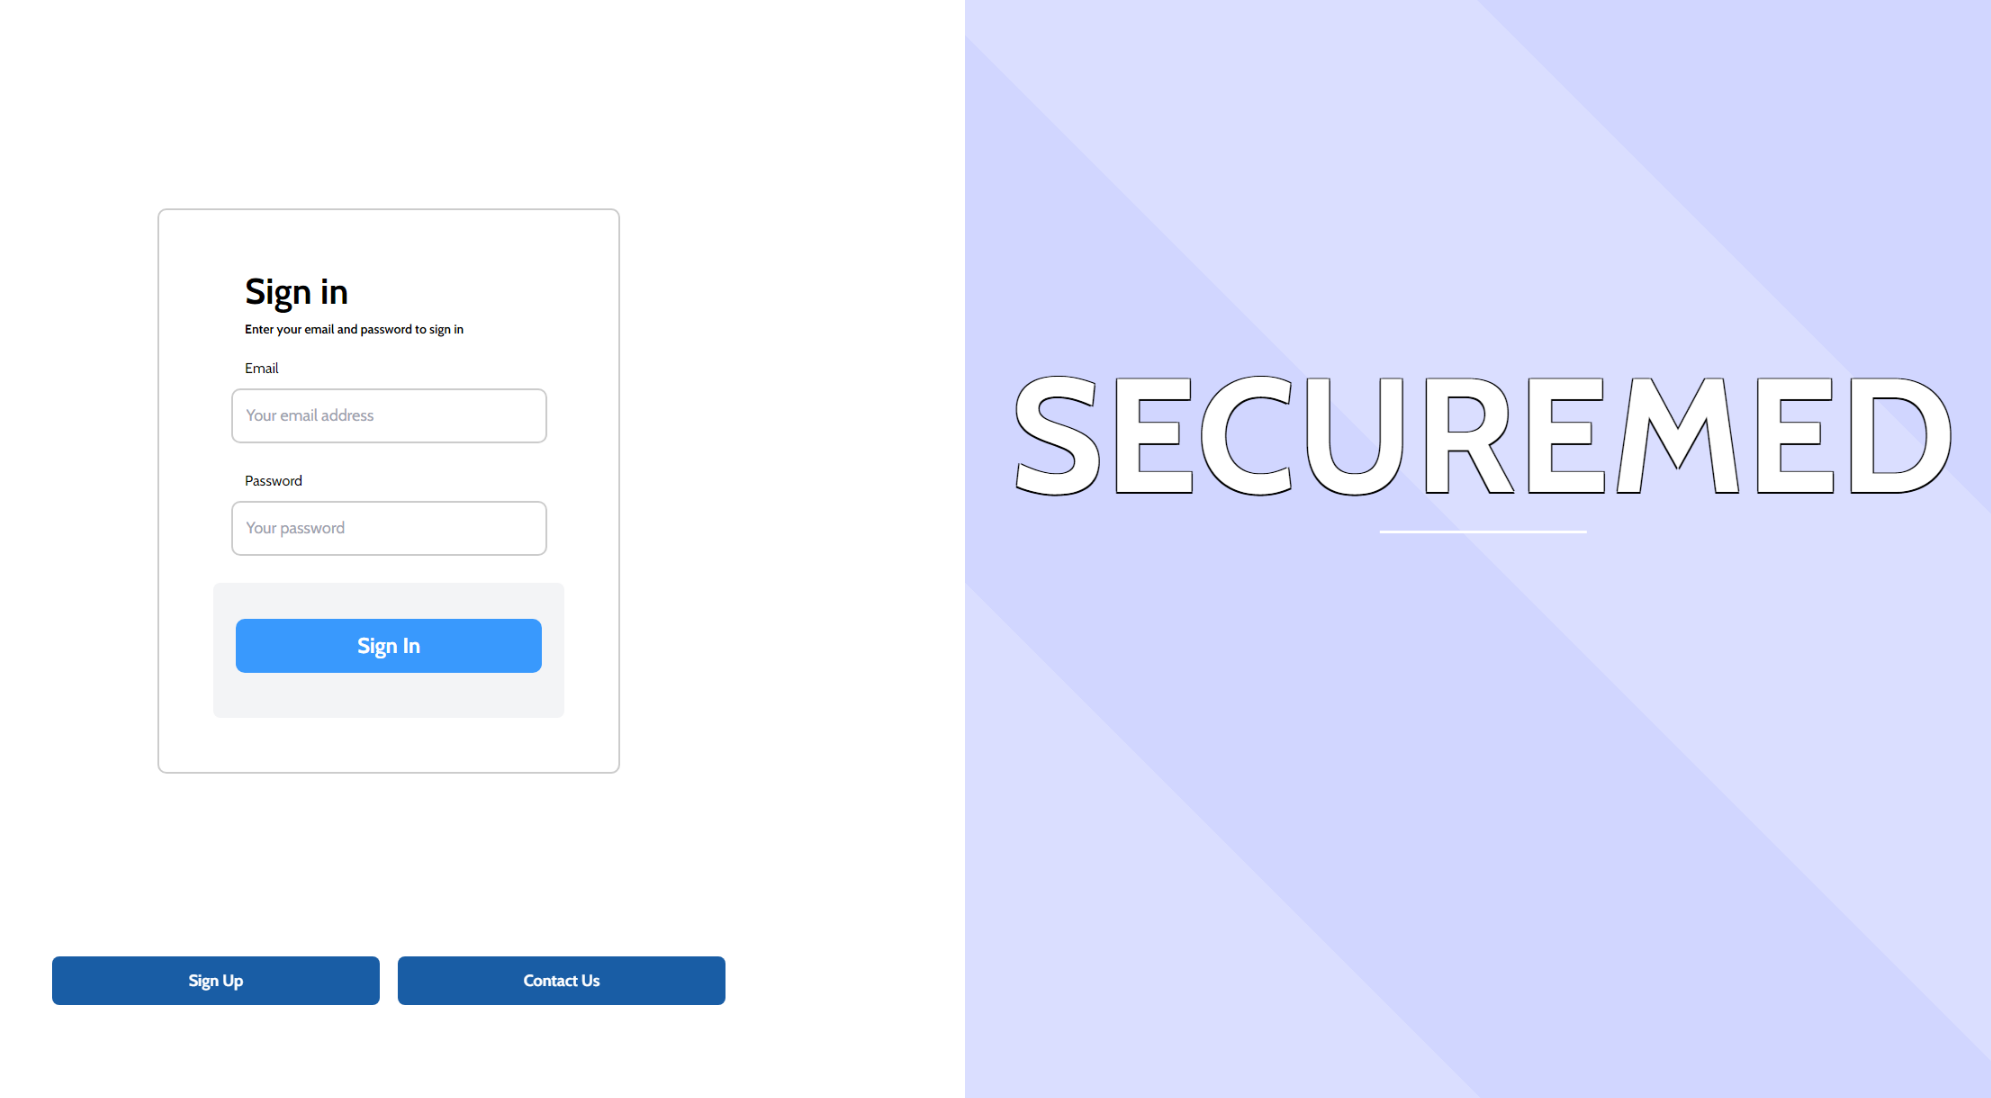 Sign in
Enter your email and password to sign in
Email
Your email address
Password
Your password
Sign In
Sign Up
Contact Us
SECUREMED